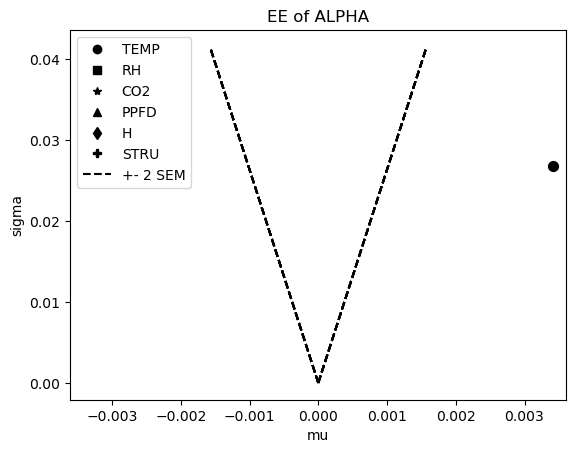 EE of ALPHA
TEMP
RH
CO2
PPFD
H
STRU
+- 2 SEM
0.04
0.03
0.02
0.01
0.00
sigma
−0.003
−0.002
−0.001
0.000
0.001
0.002
0.003
mu